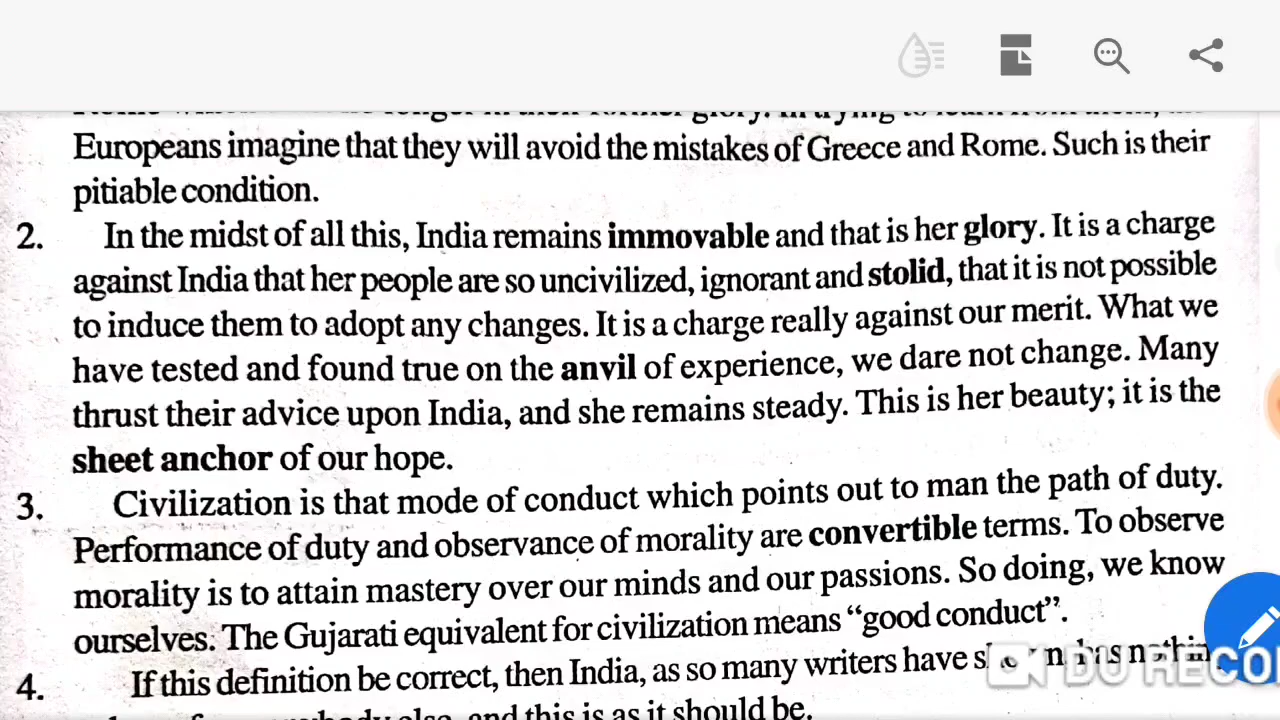 Europeans imagine that they will avoid the mistakes of Greece and Rome. Such is their
pitiable condition.
2. In the midst of all this, India remains immovable and that is her glory. It is a charge
against India that her people are so uncivilized, ignorant and stolid, that it is not possible
to induce them to adopt any changes. It is a charge really against our merit. What we
have tested and found true on the anvil of experience, we dare not change. Many
thrust their advice upon India, and she remains steady. This is her beauty; it is the
sheet anchor of our hope.
3. Civilization is that mode of conduct which points out to man the path of duty.
Performance of duty and observance of morality are convertible terms. To observe
morality is to attain mastery over our minds and our passions. So doing, we know
ourselves. The Gujarati equivalent for civilization means “good conduct”.
4. If this definition be correct, then India, as so many writers have has
and this is as it should be.
DU RECO